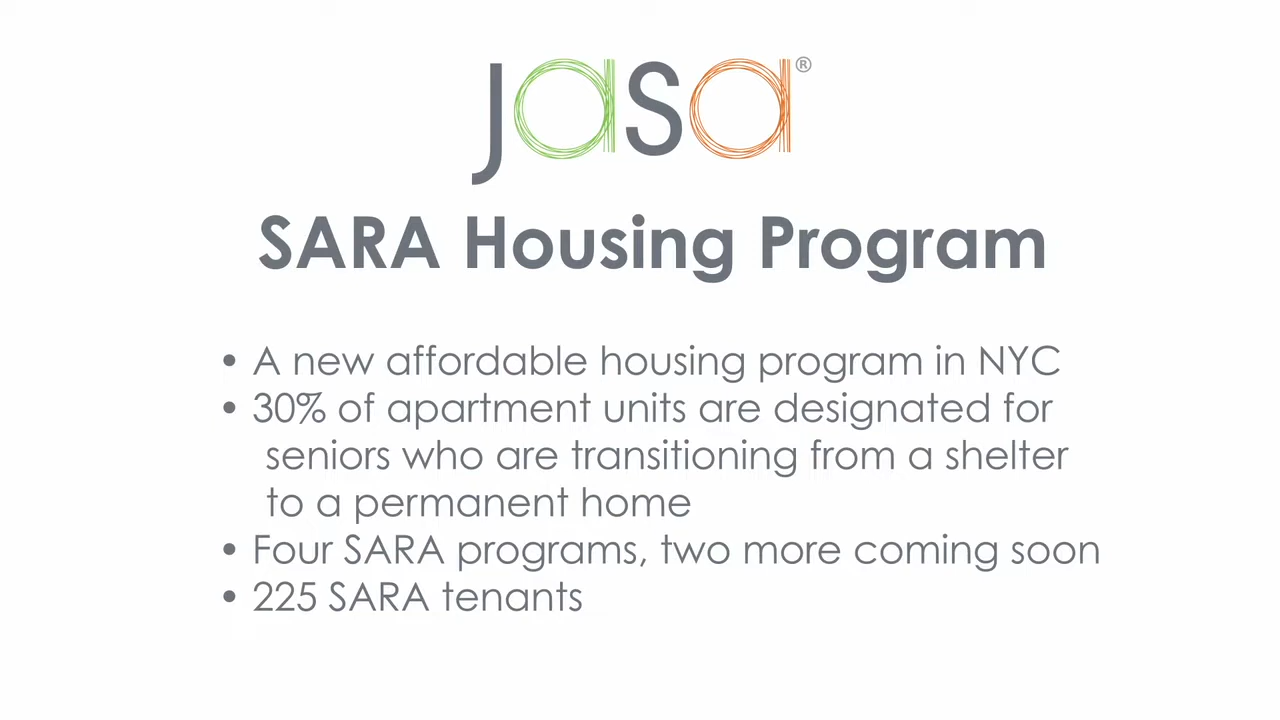 jasa®
SARA Housing Program
• A new affordable housing program in NYC
• 30% of apartment units are designated for
seniors who are transitioning from a shelter
to a permanent home
• Four SARA programs, two more coming soon
• 225 SARA tenants